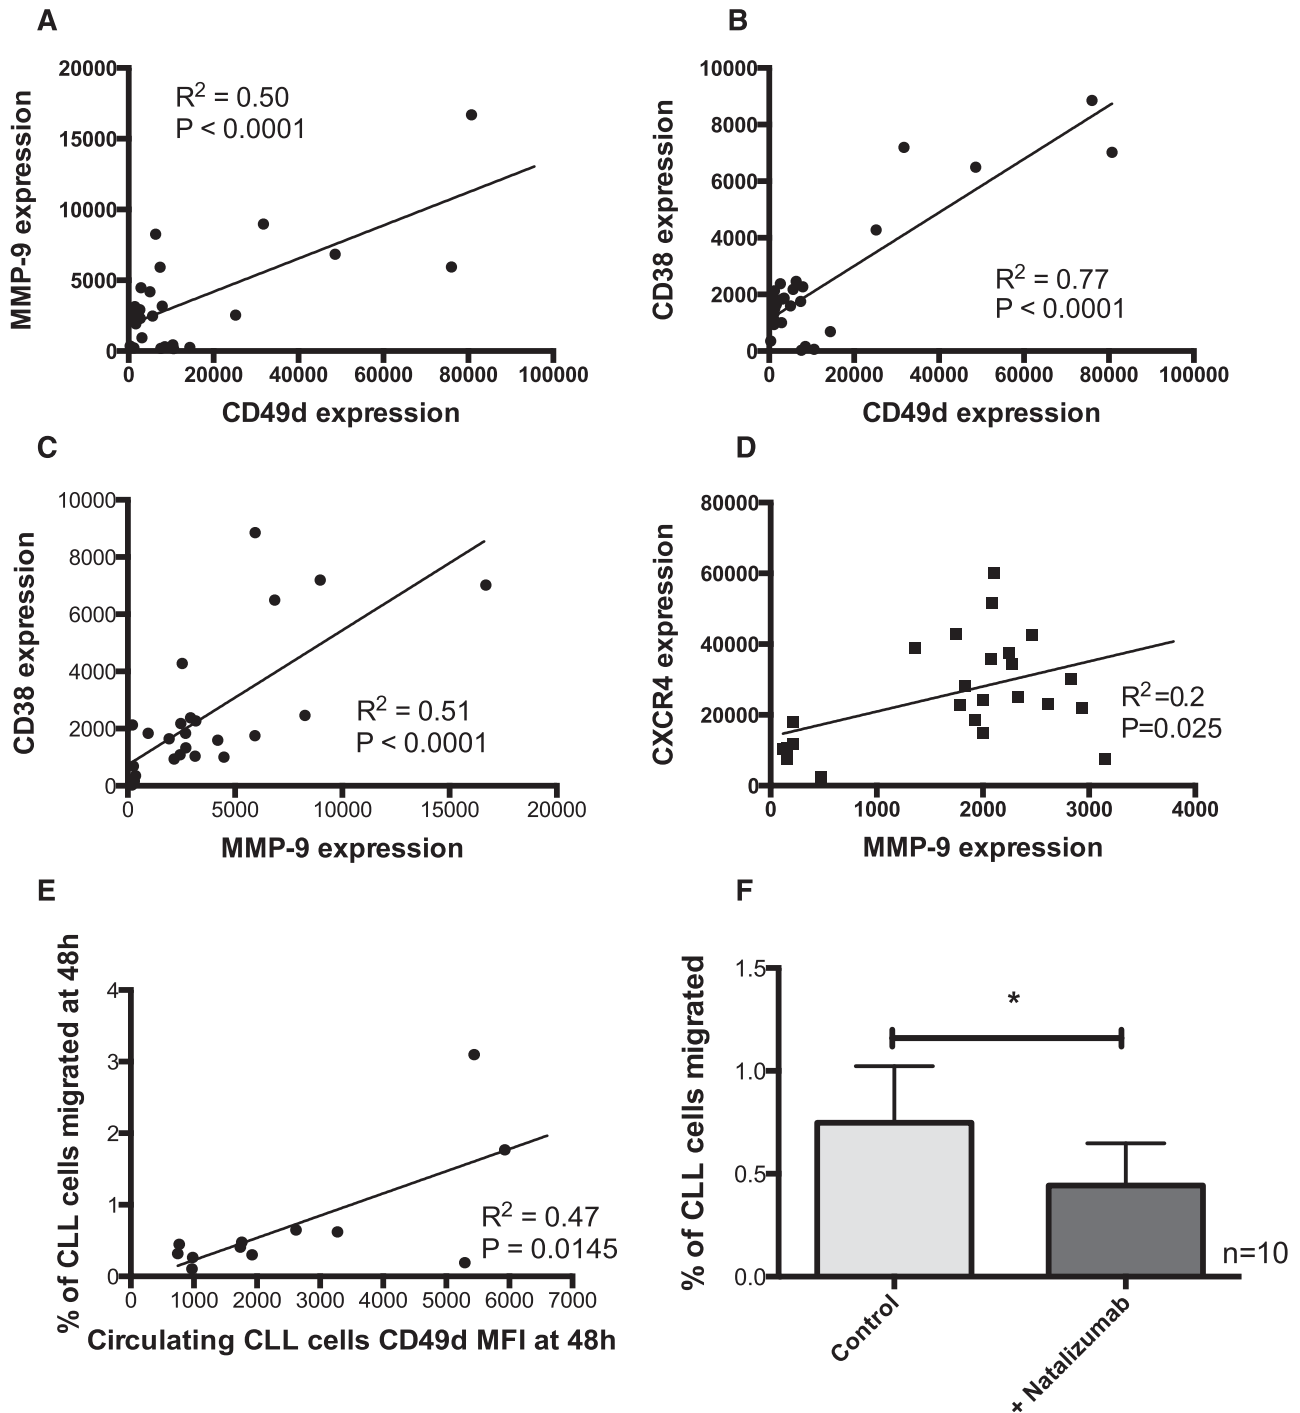 A
MMP-9 expression
20000
15000
10000
5000
0
R² = 0.50
P < 0.0001
0 20000 40000 60000 80000 100000
CD49d expression
B
CD38 expression
10000
8000
6000
4000
2000
0
R² = 0.77
P < 0.0001
0 20000 40000 60000 80000 100000
CD49d expression
C
CD38 expression
10000
8000
6000
4000
2000
0
R² = 0.51
P < 0.0001
0 5000 10000 15000 20000
MMP-9 expression
D
CXCR4 expression
80000
60000
40000
20000
0
R²=0.2
P=0.025
0 1000 2000 3000 4000
MMP-9 expression
E
% of CLL cells migrated at 48h
4
3
2
1
0
R² = 0.47
P = 0.0145
0 1000 2000 3000 4000 5000 6000 7000
Circulating CLL cells CD49d MFI at 48h
F
% of CLL cells migrated
1.5
1.0
0.5
0.0
*
n=10
Control
+ Natalizumab